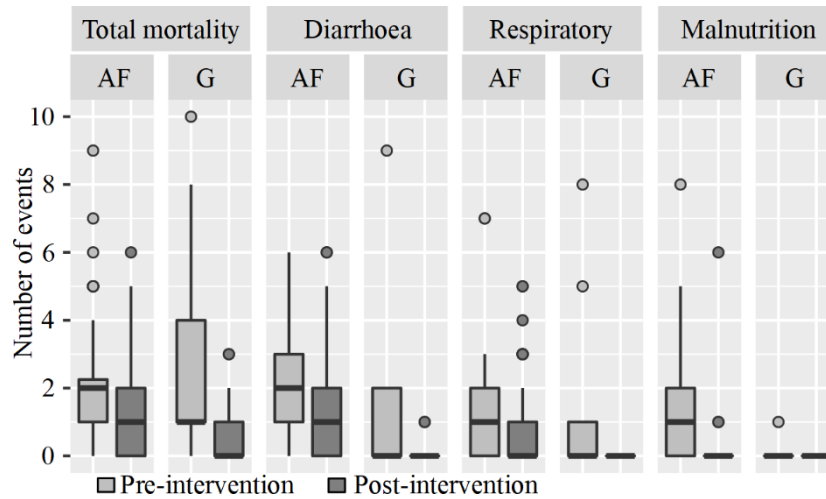 Total mortality Diarrhoea Respiratory Malnutrition
AF G AF G AF G AF G
10
8
6
4
2
0
Number of events
Pre-intervention Post-intervention